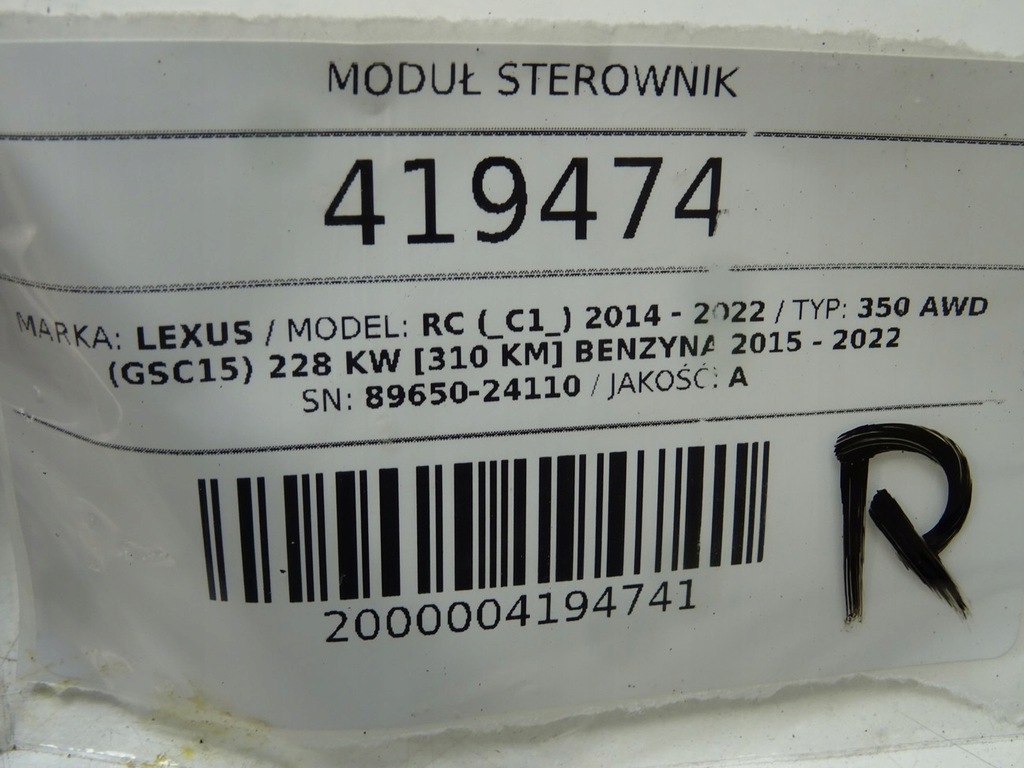 MODUŁ STEROWNIK
419474
MARKA: LEXUS / MODEL: RC (_C1_) 2014 - 2022 / TYP: 350 AWD
(GSC15) 228 KW [310 KM] BENZYNA 2015 - 2022
SN: 89650-24110 / JAKOŚĆ: A
R
2000004194741